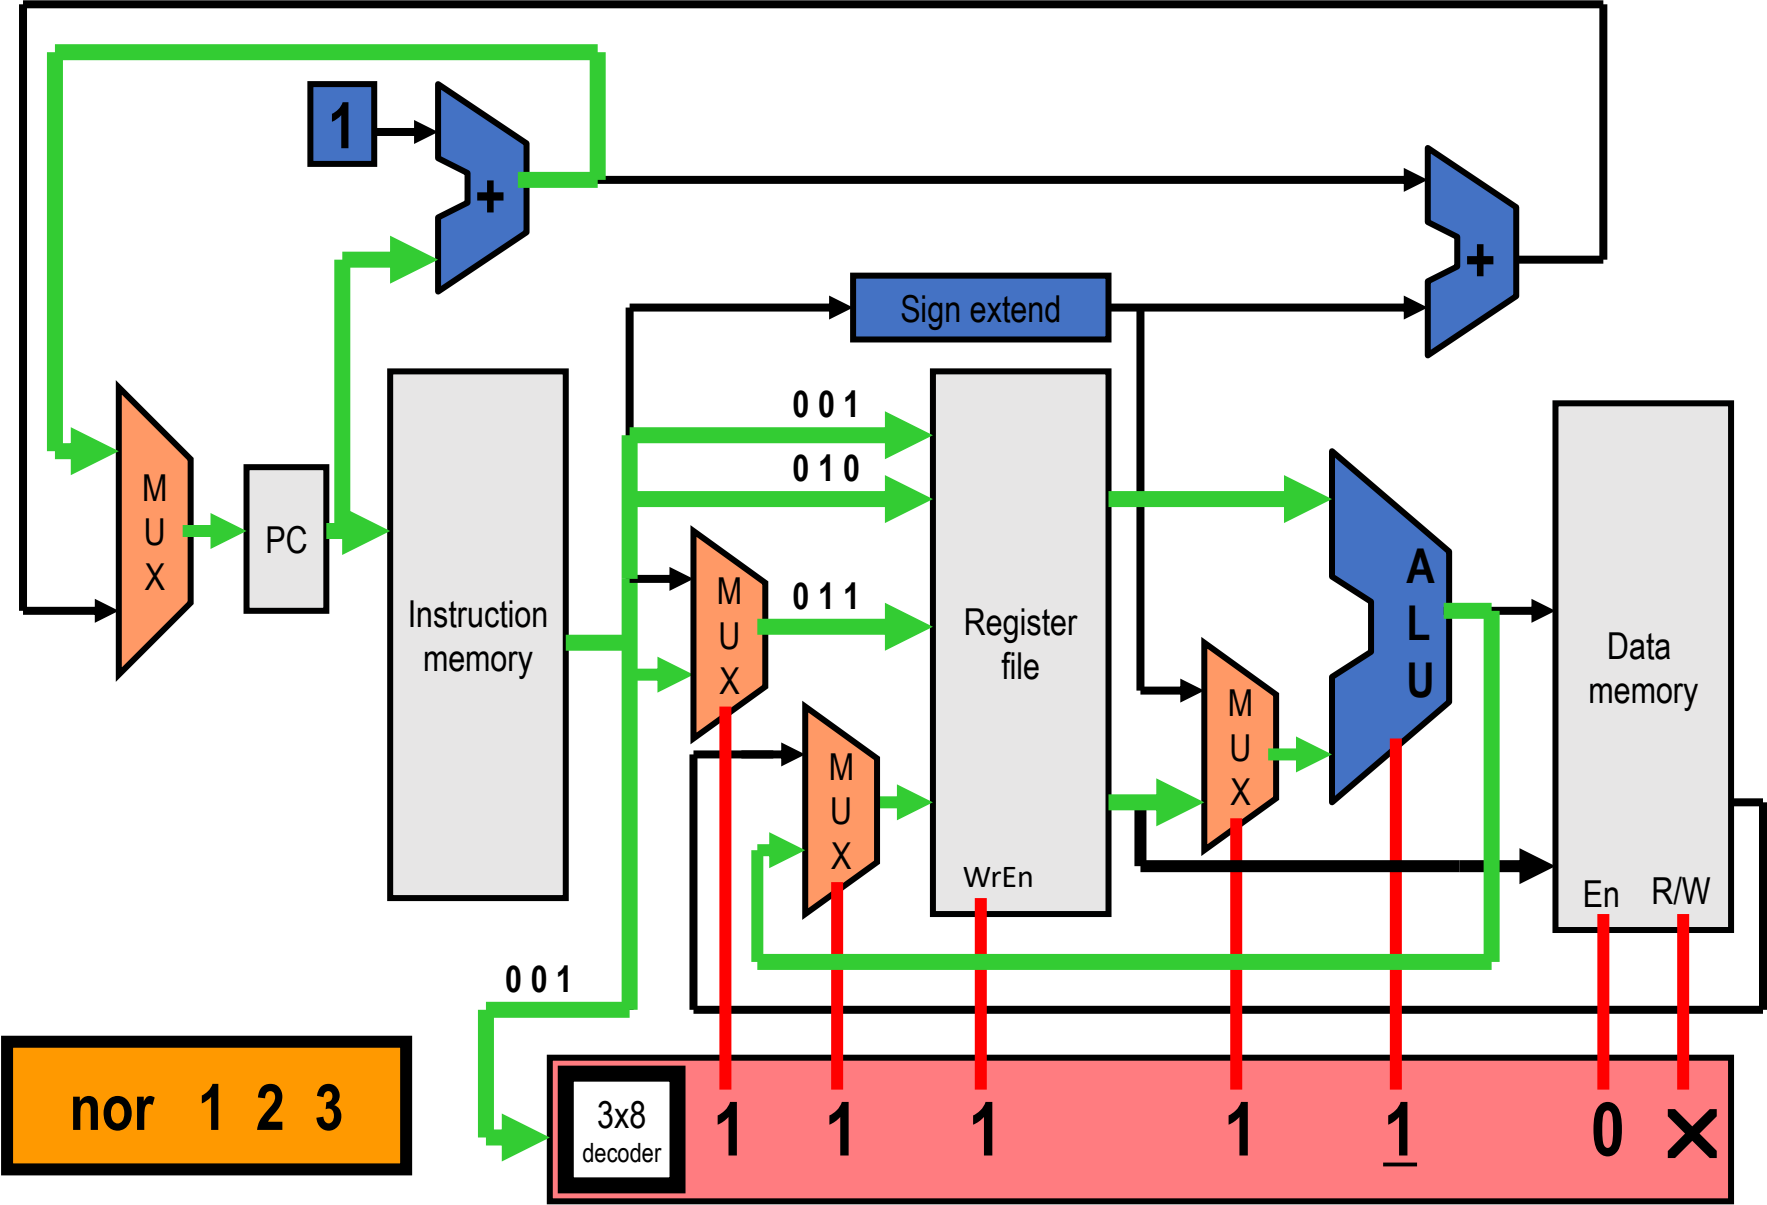 1
+
+
Sign extend
0 0 1
0 1 0
0 1 1
M
U
X
PC
Instruction
memory
M
U
X
M
U
X
Register
file
WrEn
M
U
X
A
L
U
Data
memory
En R/W
0 0 1
nor 1 2 3
3x8
decoder
1 1 1 1 1 0 X